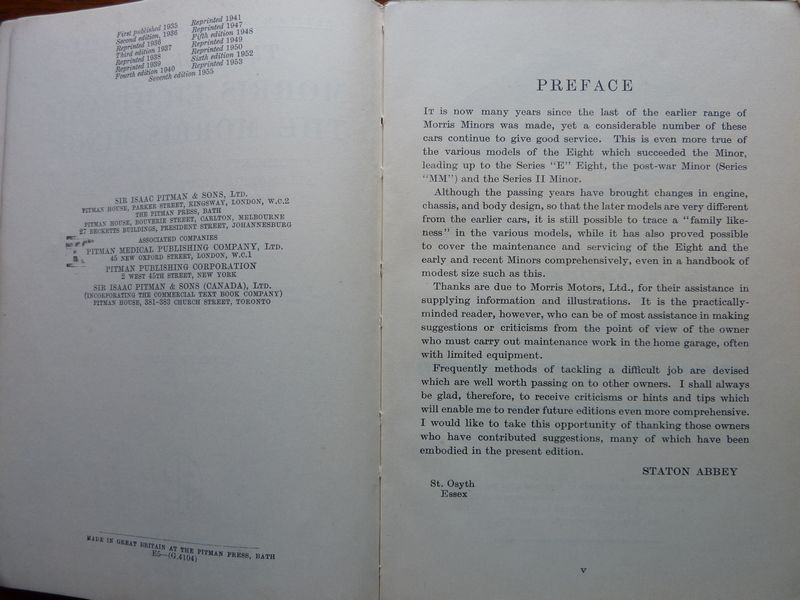 First published 1935
Second edition, 1936
Reprinted 1936
Third edition 1937
Reprinted 1938
Reprinted 1939
Fourth edition 1940
Reprinted 1941
Reprinted 1947
Fifth edition 1948
Reprinted 1949
Reprinted 1950
Sixth edition 1952
Reprinted 1953
Seventh edition 1955
SIR ISAAC PITMAN & SONS, LTD.
PITMAN HOUSE, PARKER STREET, KINGSWAY, LONDON, W.C.2
THE PITMAN PRESS, BATH
PITMAN HOUSE, BOUVERIE STREET, CARLTON, MELBOURNE
27 BECKETTS BUILDINGS, PRESIDENT STREET, JOHANNESBURG
ASSOCIATED COMPANIES
PITMAN MEDICAL PUBLISHING COMPANY, LTD.
45 NEW OXFORD STREET, LONDON, W.C.1
PITMAN PUBLISHING CORPORATION
2 WEST 45TH STREET, NEW YORK
SIR ISAAC PITMAN & SONS (CANADA), LTD.
(INCORPORATING THE COMMERCIAL TEXT BOOK COMPANY)
PITMAN HOUSE, 381-383 CHURCH STREET, TORONTO
MADE IN GREAT BRITAIN AT THE PITMAN PRESS, BATH
E5—(G.4104)
PREFACE
IT is now many years since the last of the earlier range of
Morris Minors was made, yet a considerable number of these
cars continue to give good service. This is even more true of
the various models of the Eight which succeeded the Minor,
leading up to the Series "E" Eight, the post-war Minor (Series
"MM") and the Series II Minor.
Although the passing years have brought changes in engine,
chassis, and body design, so that the later models are very different
from the earlier cars, it is still possible to trace a "family like-
ness" in the various models, while it has also proved possible
to cover the maintenance and servicing of the Eight and the
early and recent Minors comprehensively, even in a handbook of
modest size such as this.
Thanks are due to Morris Motors, Ltd., for their assistance in
supplying information and illustrations. It is the practically-
minded reader, however, who can be of most assistance in making
suggestions or criticisms from the point of view of the owner
who must carry out maintenance work in the home garage, often
with limited equipment.
Frequently methods of tackling a difficult job are devised
which are well worth passing on to other owners. I shall always
be glad, therefore, to receive criticisms or hints and tips which
will enable me to render future editions even more comprehensive.
I would like to take this opportunity of thanking those owners
who have contributed suggestions, many of which have been
embodied in the present edition.
STATON ABBEY
St. Osyth
Essex
v